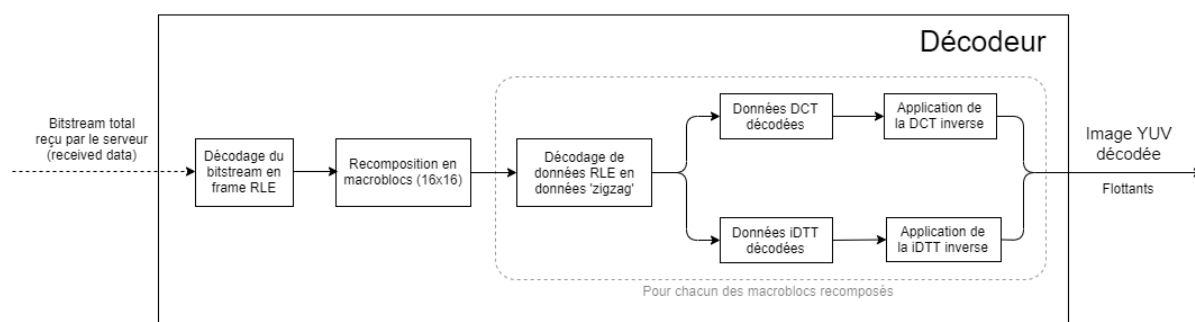 Décodeur
Bitstream total
reçu par le serveur
(received data)
Décodage du
bitstream en
frame RLE
Recomposition en
macroblocs (16x16)
Décodage de
données RLE en
données 'zigzag'
Données DCT
décodées
Application de
la DCT inverse
Données iDTT
décodées
Application de
la iDTT inverse
Pour chacun des macroblocs recomposés
Image YUV
décodée
Flottants